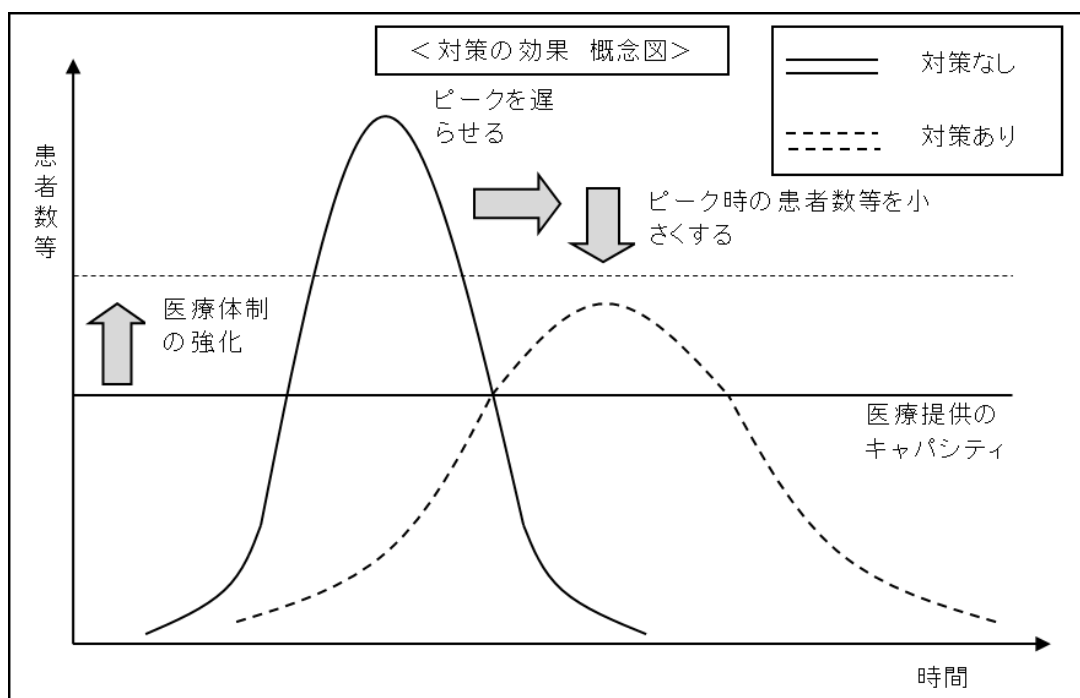 ＜対策の効果 概念図＞
対策なし
対策あり
ピークを遅
らせる
患者数等
ピーク時の患者数等を小
さくする
医療体制
の強化
医療提供の
キャパシティ
時間